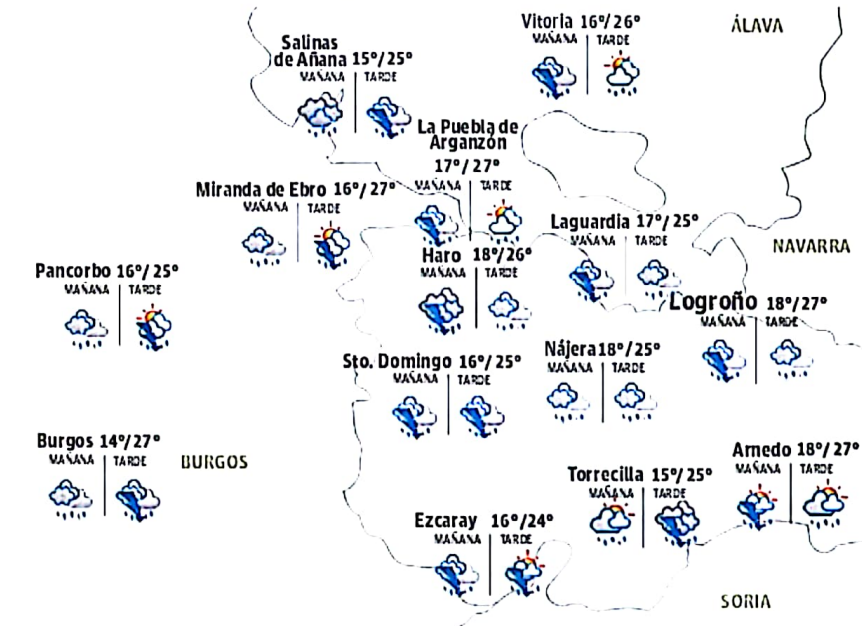 Vitoria 16°/26°
MAÑANA TARDE
ÁLAVA
Salinas
de Añana 15°/25°
MAÑANA TARDE
La Puebla de
Arganzón
17°/27°
MAÑANA TARDE
Miranda de Ebro 16°/27°
MAÑANA TARDE
Laguardia 17°/25°
MAÑANA TARDE
NAVARRA
Haro 18°/26°
MAÑANA TARDE
Pancorbo 16°/25°
MAÑANA TARDE
Logroño 18°/27°
MAÑANA TARDE
Nájera 18°/25°
MAÑANA TARDE
Sto. Domingo 16°/25°
MAÑANA TARDE
Burgos 14°/27°
MAÑANA TARDE
BURGOS
Arnedo 18°/27°
MAÑANA TARDE
Torrecilla 15°/25°
MAÑANA TARDE
Ezcaray 16°/24°
MAÑANA TARDE
SORIA